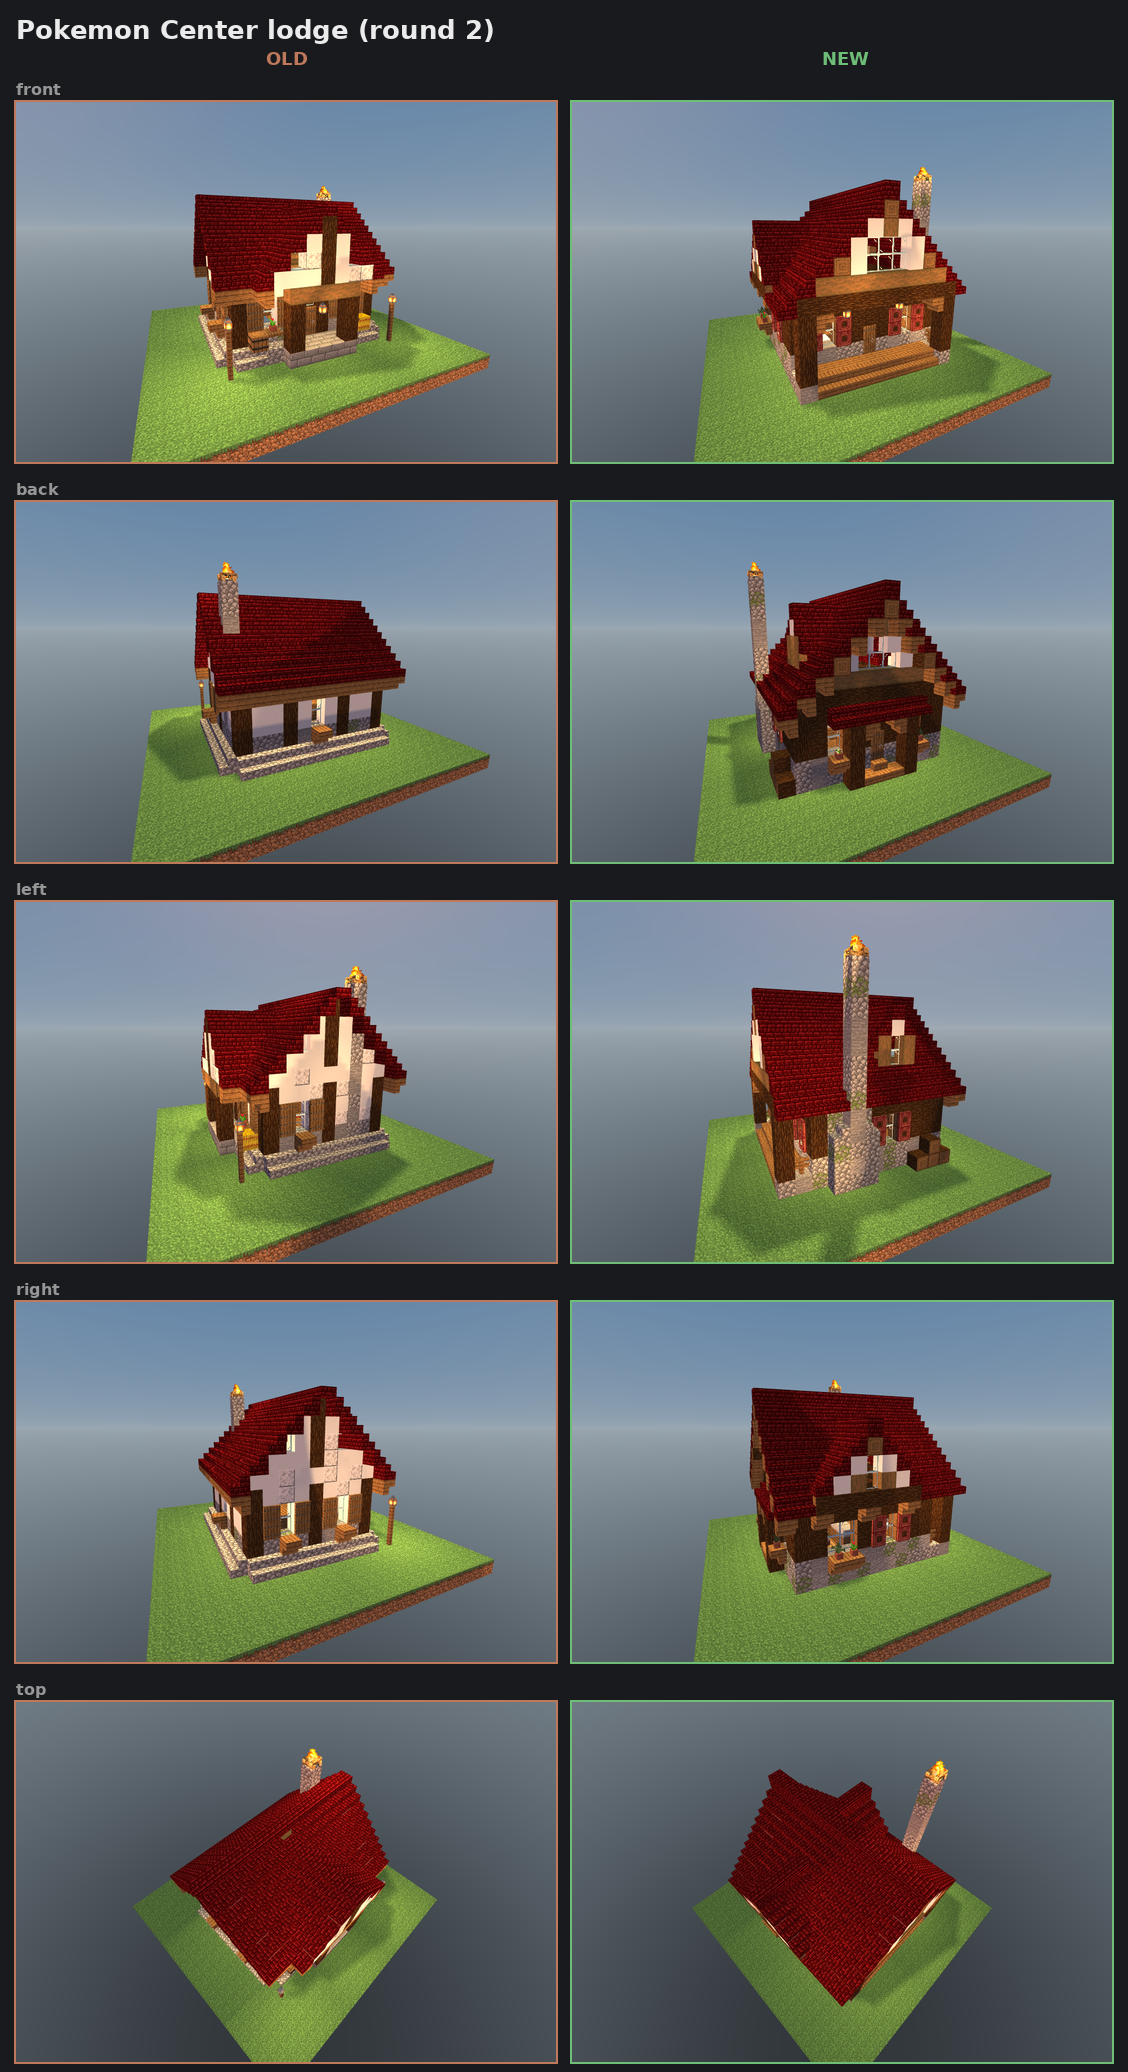 Pokemon Center lodge (round 2)
OLD
NEW
front
back
left
right
top